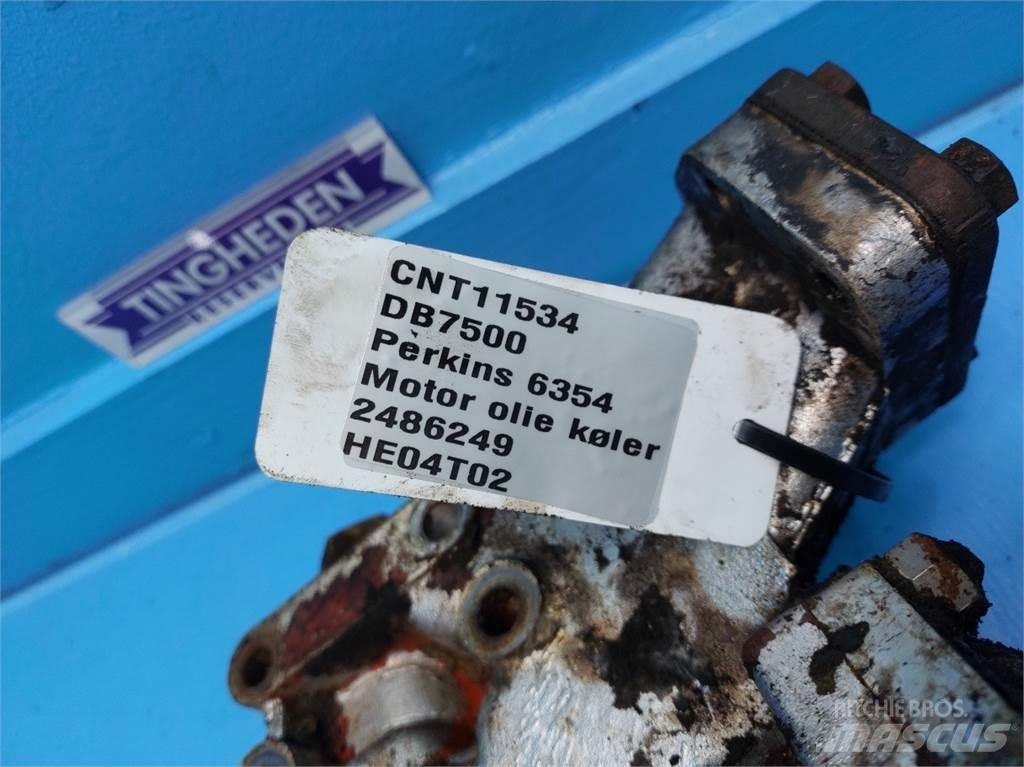 TINGHEDEN
CNT11534
DB7500
Perkins 6354
Motor olie køler
2486249
HE04T02
RITCHIE BROS.
MASCUS